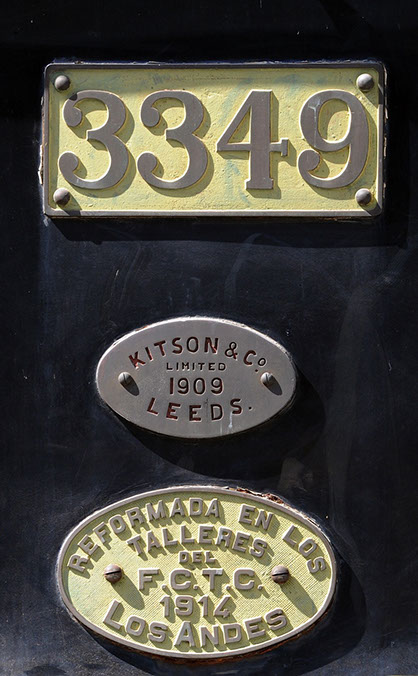 3349
KITSON & Co.
LIMITED
1909
LEEDS.
REFORMADA EN LOS
TALLERES
DEL
F.C.T.C.
1914
LOS ANDES